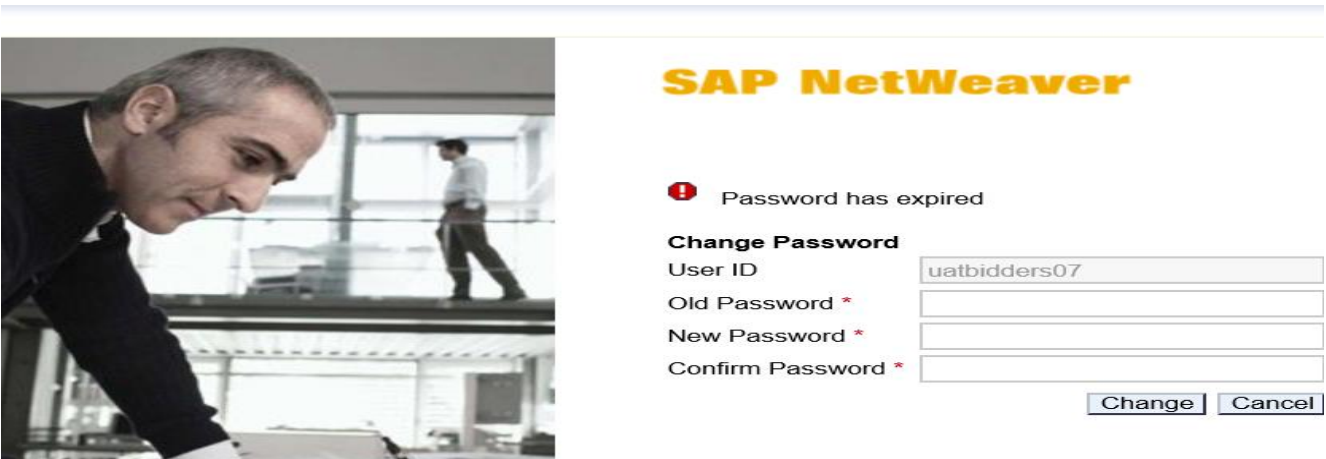 SAP NetWeaver
Password has expired
Change Password
User ID uatbidders07
Old Password *
New Password *
Confirm Password *
Change Cancel